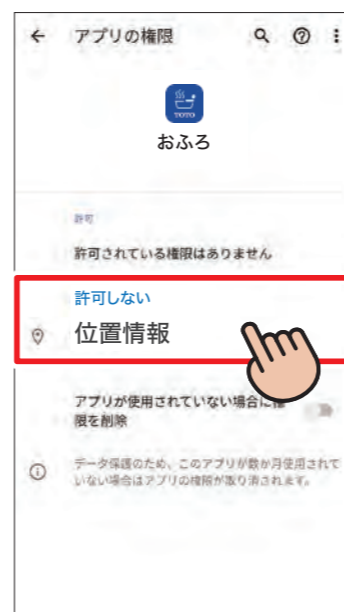 アプリの権限
TOTO
おふろ
許可
許可されている権限はありません
許可しない
位置情報
アプリが使用されていない場合に権
限を削除
データ保護のため、このアプリが数か月使用されて
いない場合はアプリの権限が取り消されます。